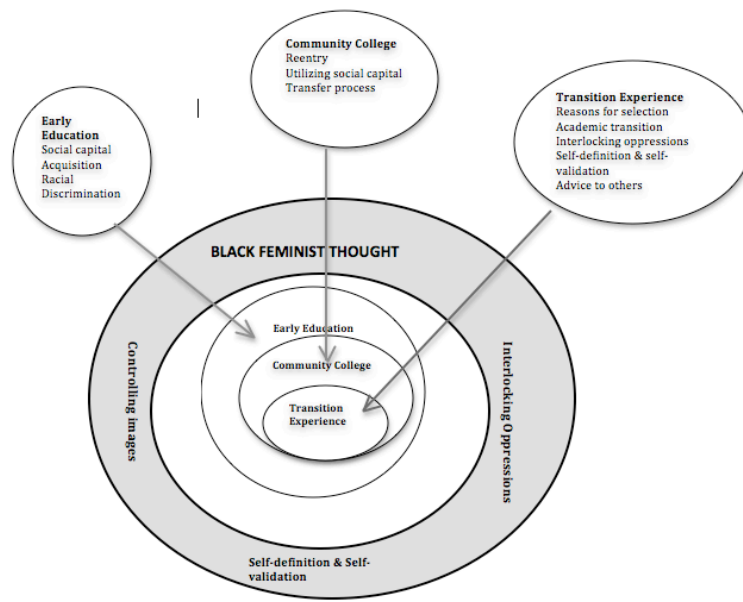 Community College
Reentry
Utilizing social capital
Transfer process
Early
Education
Social capital
Acquisition
Racial
Discrimination
Transition Experience
Reasons for selection
Academic transition
Interlocking oppressions
Self-definition & self-
validation
Advice to others
BLACK FEMINIST THOUGHT
Controlling images
Interlocking Oppressions
Early Education
Community College
Transition
Experience
Self-definition & Self-
validation